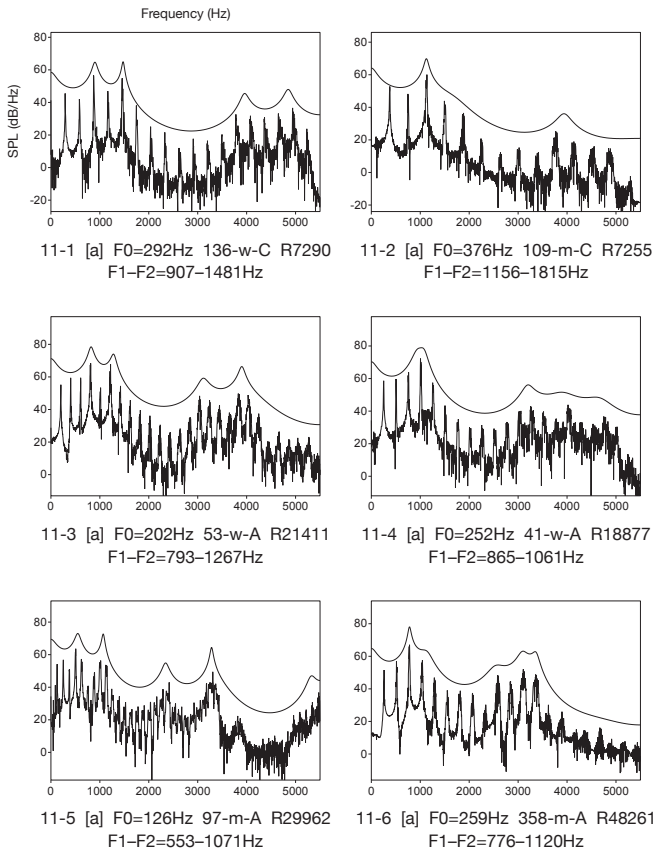 Frequency (Hz)
SPL (dB/Hz)
80
60
40
20
0
-20
0 1000 2000 3000 4000 5000
80
60
40
20
0
-20
0 1000 2000 3000 4000 5000
11-1 [a] F0=292Hz 136-w-C R7290
F1–F2=907–1481Hz
11-2 [a] F0=376Hz 109-m-C R7255
F1–F2=1156–1815Hz
80
60
40
20
0
0 1000 2000 3000 4000 5000
80
60
40
20
0
0 1000 2000 3000 4000 5000
11-3 [a] F0=202Hz 53-w-A R21411
F1–F2=793–1267Hz
11-4 [a] F0=252Hz 41-w-A R18877
F1–F2=865–1061Hz
80
60
40
20
0
0 1000 2000 3000 4000 5000
80
60
40
20
0
0 1000 2000 3000 4000 5000
11-5 [a] F0=126Hz 97-m-A R29962
F1–F2=553–1071Hz
11-6 [a] F0=259Hz 358-m-A R48261
F1–F2=776–1120Hz